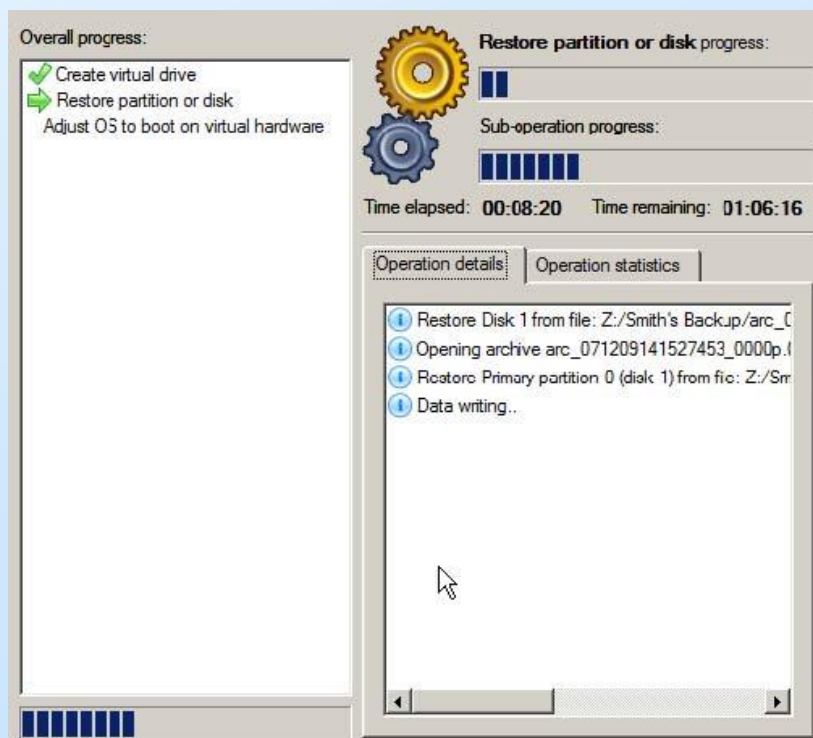 Overall progress:
Create virtual drive
Restore partition or disk
Adjust OS to boot on virtual hardware
Restore partition or disk progress:
Sub-operation progress:
Time elapsed: 00:08:20 Time remaining: 01:06:16
Operation details Operation statistics
Restore Disk 1 from file: Z:/Smith's Backup/arc_0
Opening archive arc_071209141527453_0000p.
Restore Primary partition 0 (disk 1) from file: Z:/Sm
Data writing..